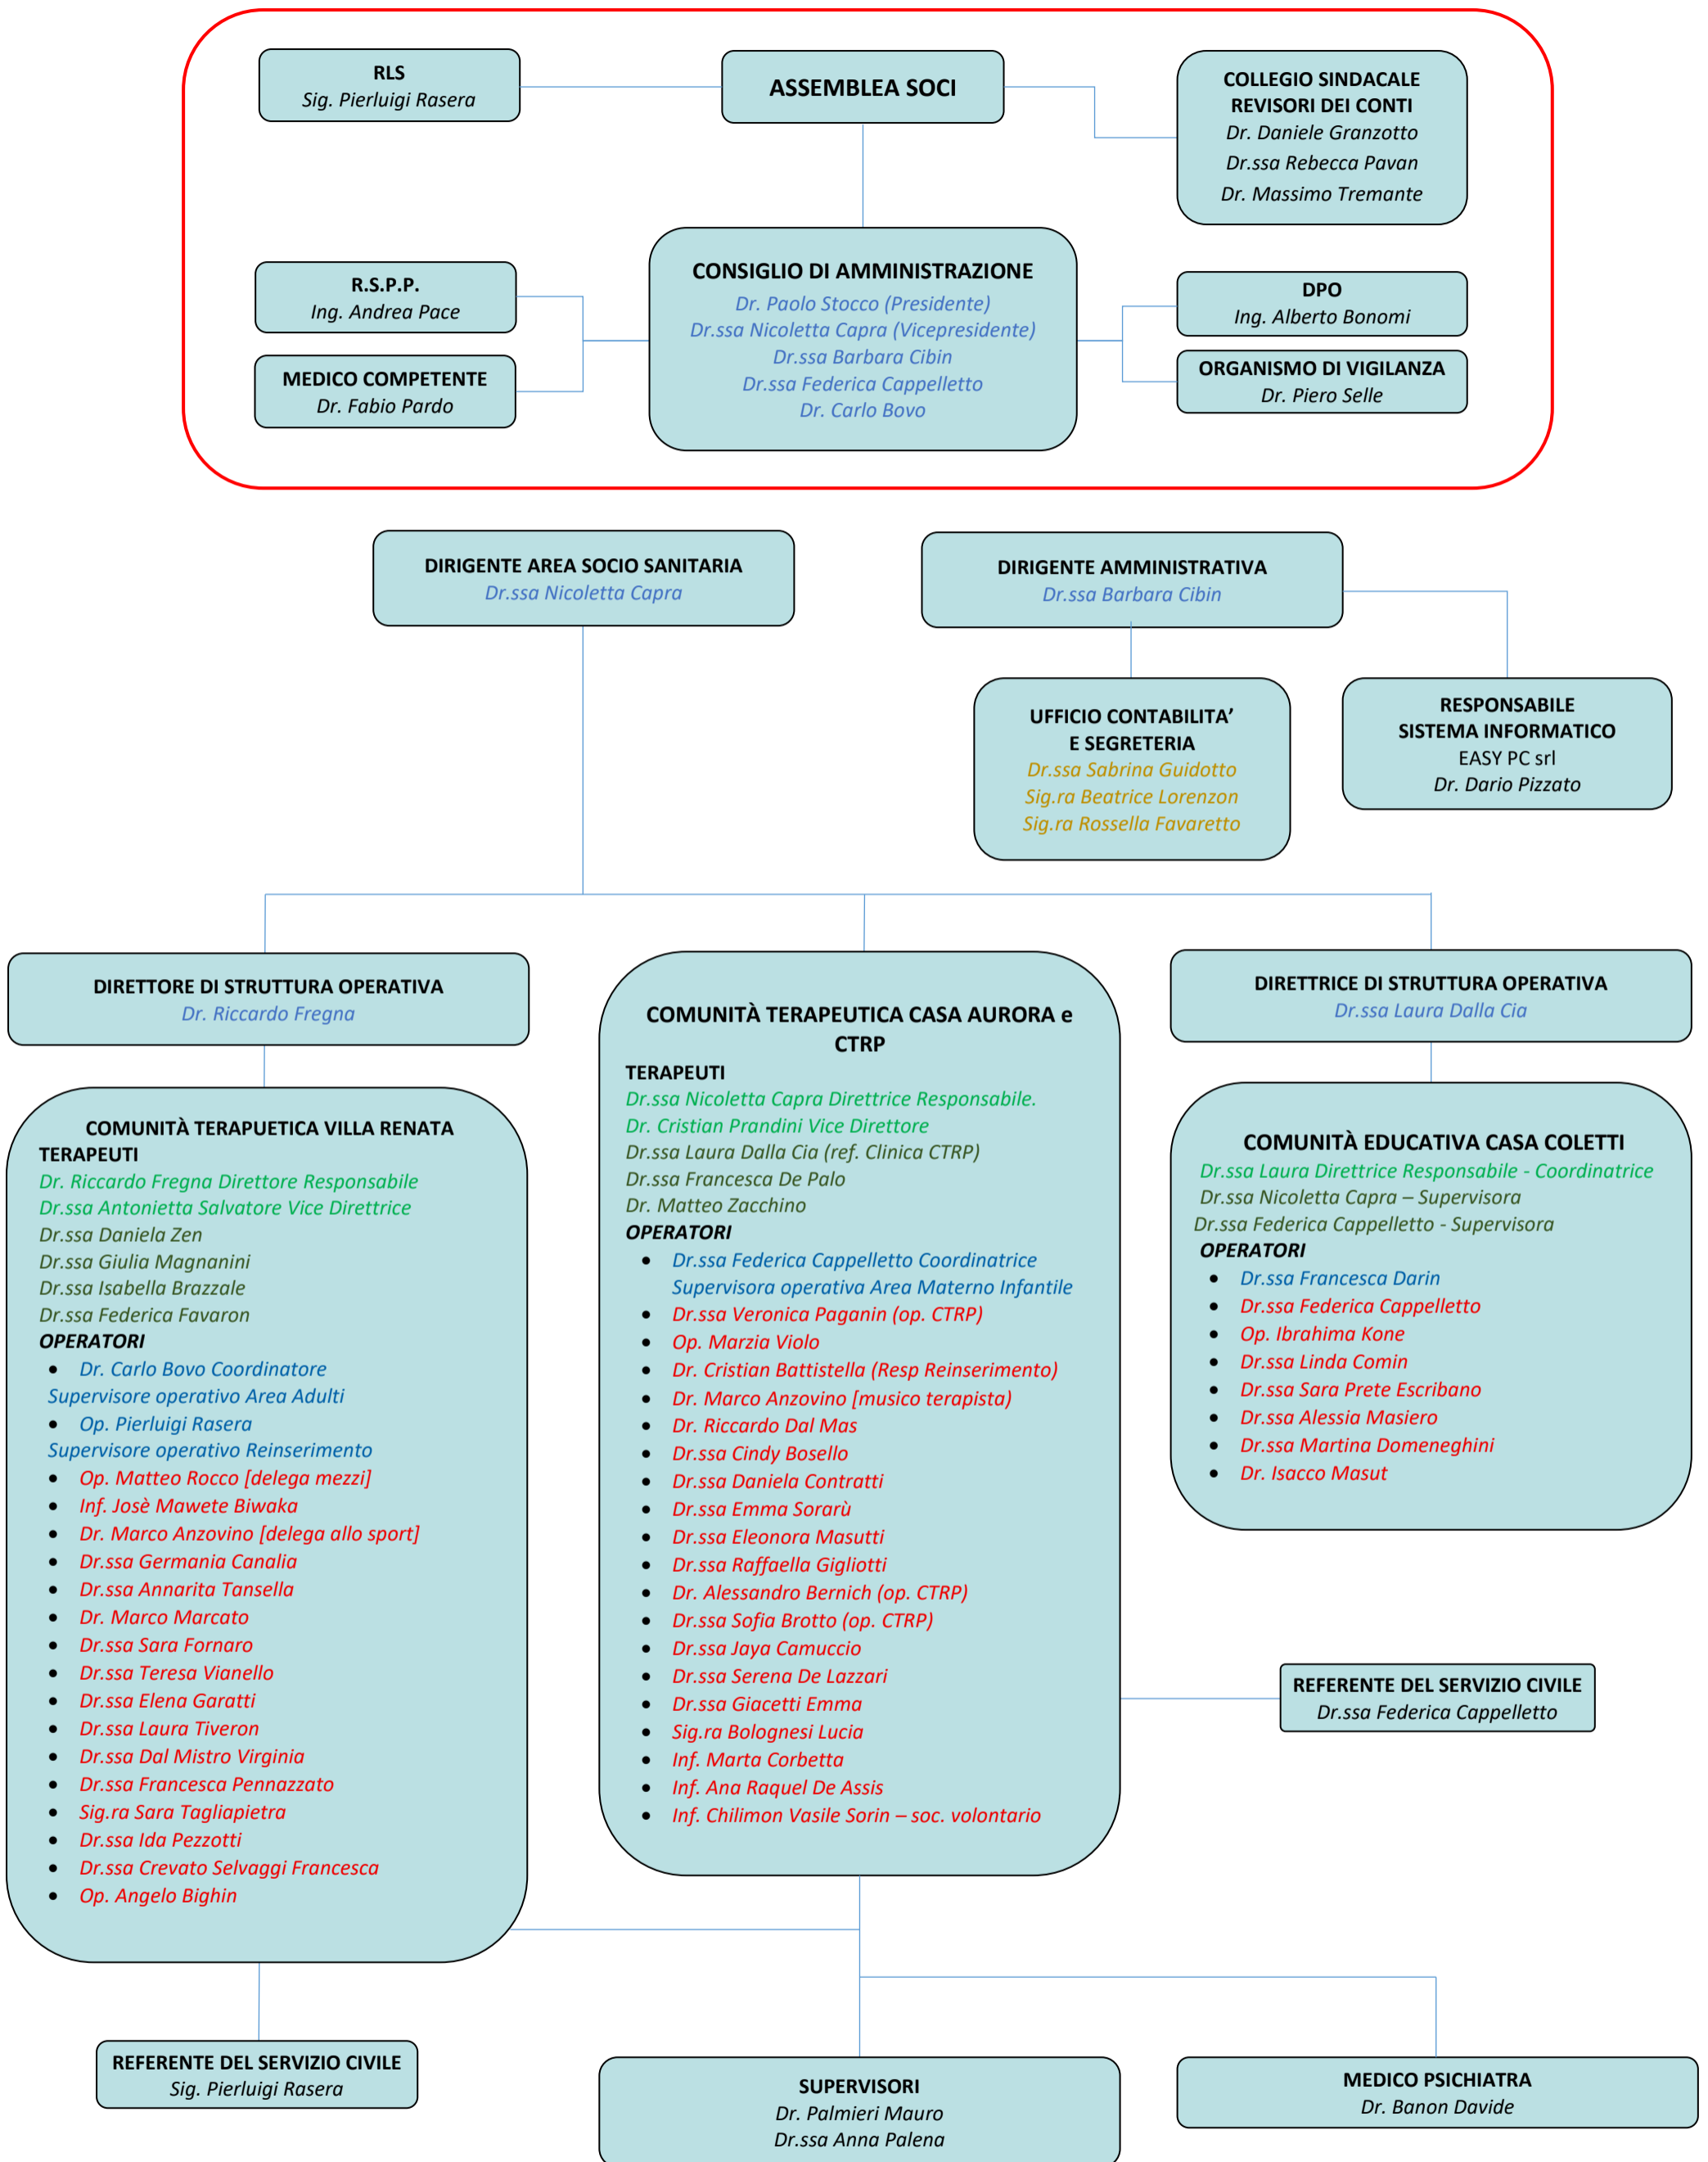 RLS
Sig. Pierluigi Rasera
ASSEMBLEA SOCI
COLLEGIO SINDACALE
REVISORI DEI CONTI
Dr. Daniele Granzotto
Dr.ssa Rebecca Pavan
Dr. Massimo Tremante
R.S.P.P.
Ing. Andrea Pace
MEDICO COMPETENTE
Dr. Fabio Pardo
CONSIGLIO DI AMMINISTRAZIONE
Dr. Paolo Stocco (Presidente)
Dr.ssa Nicoletta Capra (Vicepresidente)
Dr.ssa Barbara Cibin
Dr.ssa Federica Cappelletto
Dr. Carlo Bovo
DPO
Ing. Alberto Bonomi
ORGANISMO DI VIGILANZA
Dr. Piero Selle
DIRIGENTE AREA SOCIO SANITARIA
Dr.ssa Nicoletta Capra
DIRIGENTE AMMINISTRATIVA
Dr.ssa Barbara Cibin
UFFICIO CONTABILITA’
E SEGRETERIA
Dr.ssa Sabrina Guidotto
Sig.ra Beatrice Lorenzon
Sig.ra Rossella Favaretto
RESPONSABILE
SISTEMA INFORMATICO
EASY PC srl
Dr. Dario Pizzato
DIRETTORE DI STRUTTURA OPERATIVA
Dr. Riccardo Fregna
COMUNITÀ TERAPUETICA VILLA RENATA
TERAPEUTI
Dr. Riccardo Fregna Direttore Responsabile
Dr.ssa Antonietta Salvatore Vice Direttrice
Dr.ssa Daniela Zen
Dr.ssa Giulia Magnanini
Dr.ssa Isabella Brazzale
Dr.ssa Federica Favaron
OPERATORI
• Dr. Carlo Bovo Coordinatore
Supervisore operativo Area Adulti
• Op. Pierluigi Rasera
Supervisore operativo Reinserimento
• Op. Matteo Rocco [delega mezzi]
• Inf. Josè Mawete Biwaka
• Dr. Marco Anzovino [delega allo sport]
• Dr.ssa Germania Canalia
• Dr.ssa Annarita Tansella
• Dr. Marco Marcato
• Dr.ssa Sara Fornaro
• Dr.ssa Teresa Vianello
• Dr.ssa Elena Garatti
• Dr.ssa Laura Tiveron
• Dr.ssa Dal Mistro Virginia
• Dr.ssa Francesca Pennazzato
• Sig.ra Sara Tagliapietra
• Dr.ssa Ida Pezzotti
• Dr.ssa Crevato Selvaggi Francesca
• Op. Angelo Bighin
COMUNITÀ TERAPEUTICA CASA AURORA e
CTRP
TERAPEUTI
Dr.ssa Nicoletta Capra Direttrice Responsabile.
Dr. Cristian Prandini Vice Direttore
Dr.ssa Laura Dalla Cia (ref. Clinica CTRP)
Dr.ssa Francesca De Palo
Dr. Matteo Zacchino
OPERATORI
• Dr.ssa Federica Cappelletto Coordinatrice
Supervisora operativa Area Materno Infantile
• Dr.ssa Veronica Paganin (op. CTRP)
• Op. Marzia Violo
• Dr. Cristian Battistella (Resp Reinserimento)
• Dr. Marco Anzovino [musico terapista)
• Dr. Riccardo Dal Mas
• Dr.ssa Cindy Bosello
• Dr.ssa Daniela Contratti
• Dr.ssa Emma Sorarù
• Dr.ssa Eleonora Masutti
• Dr.ssa Raffaella Gigliotti
• Dr. Alessandro Bernich (op. CTRP)
• Dr.ssa Sofia Brotto (op. CTRP)
• Dr.ssa Jaya Camuccio
• Dr.ssa Serena De Lazzari
• Dr.ssa Giacetti Emma
• Sig.ra Bolognesi Lucia
• Inf. Marta Corbetta
• Inf. Ana Raquel De Assis
• Inf. Chilimon Vasile Sorin – soc. volontario
DIRETTRICE DI STRUTTURA OPERATIVA
Dr.ssa Laura Dalla Cia
COMUNITÀ EDUCATIVA CASA COLETTI
Dr.ssa Laura Direttrice Responsabile - Coordinatrice
Dr.ssa Nicoletta Capra – Supervisora
Dr.ssa Federica Cappelletto - Supervisora
OPERATORI
• Dr.ssa Francesca Darin
• Dr.ssa Federica Cappelletto
• Op. Ibrahima Kone
• Dr.ssa Linda Comin
• Dr.ssa Sara Prete Escribano
• Dr.ssa Alessia Masiero
• Dr.ssa Martina Domeneghini
• Dr. Isacco Masut
REFERENTE DEL SERVIZIO CIVILE
Dr.ssa Federica Cappelletto
REFERENTE DEL SERVIZIO CIVILE
Sig. Pierluigi Rasera
SUPERVISORI
Dr. Palmieri Mauro
Dr.ssa Anna Palena
MEDICO PSICHIATRA
Dr. Banon Davide